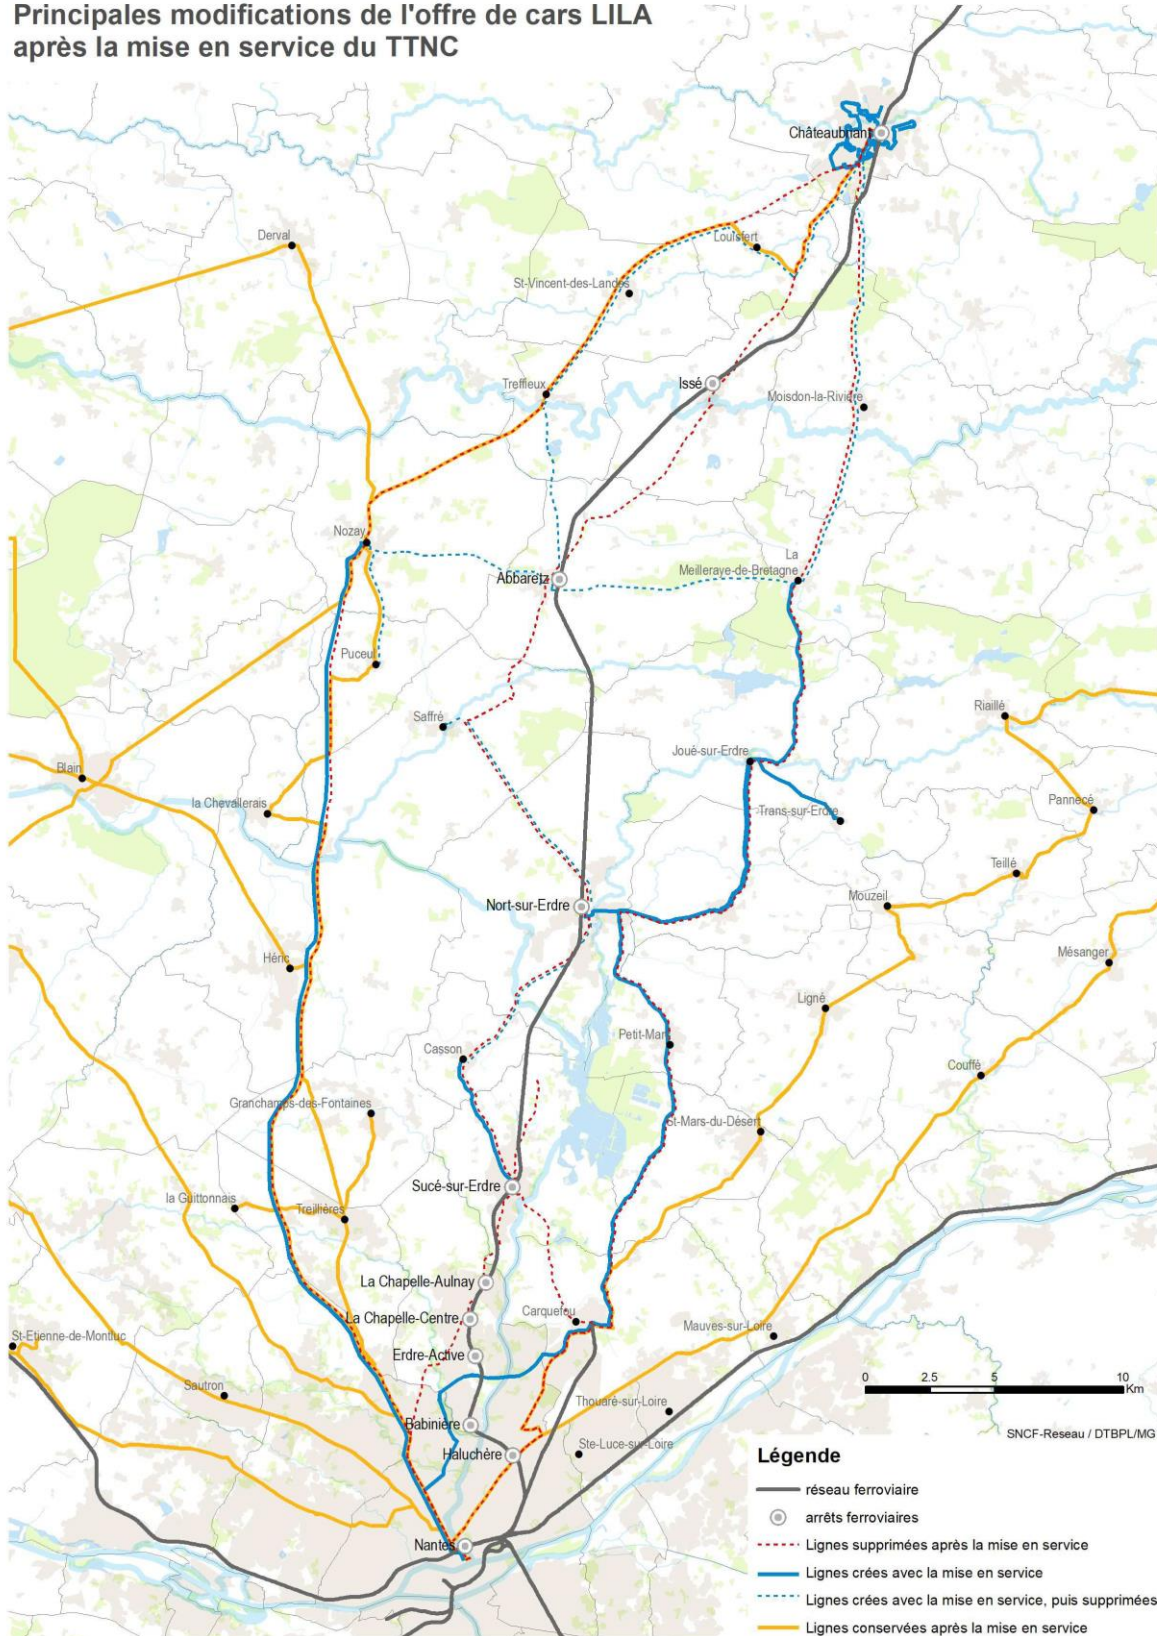 Principales modifications de l'offre de cars LILA
après la mise en service du TTNC
Châteaubriant
Derval
Louisfert
St-Vincent-des-Landes
Treffieux
Issé
Moisdon-la-Rivière
Nozay
Abbaretz
La
Meilleraye-de-Bretagne
Puceul
Saffré
Riaillé
Joué-sur-Erdre
Blain
la Chevallerais
Trans-sur-Erdre
Pannecé
Teillé
Mouzeil
Nort-sur-Erdre
Héric
Mésanger
Ligné
Petit-Mars
Casson
Couffé
Granchamps-des-Fontaines
St-Mars-du-Désert
Sucé-sur-Erdre
la Guittonnais
Treillières
La Chapelle-Aulnay
La Chapelle-Centre
Carquefou
Mauves-sur-Loire
St-Etienne-de-Montluc
Erdre-Active
Sautron
0 2.5 5 10
Km
Thouaré-sur-Loire
Babinière
SNCF-Reseau / DTBPL/MG
Haluchère
Ste-Luce-sur-Loire
Nantes
Légende
réseau ferroviaire
arrêts ferroviaires
Lignes supprimées après la mise en service
Lignes crées avec la mise en service
Lignes crées avec la mise en service, puis supprimées
Lignes conservées après la mise en service